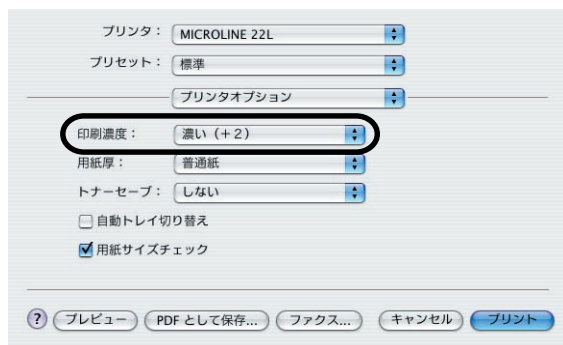 プリンタ： MICROLINE 22L
プリセット： 標準
プリンタオプション
印刷濃度： 濃い（+2）
用紙厚： 普通紙
トナーセーブ： しない
自動トレイ切り替え
用紙サイズチェック
? プレビュー PDF として保存... ファクス... キャンセル プリント